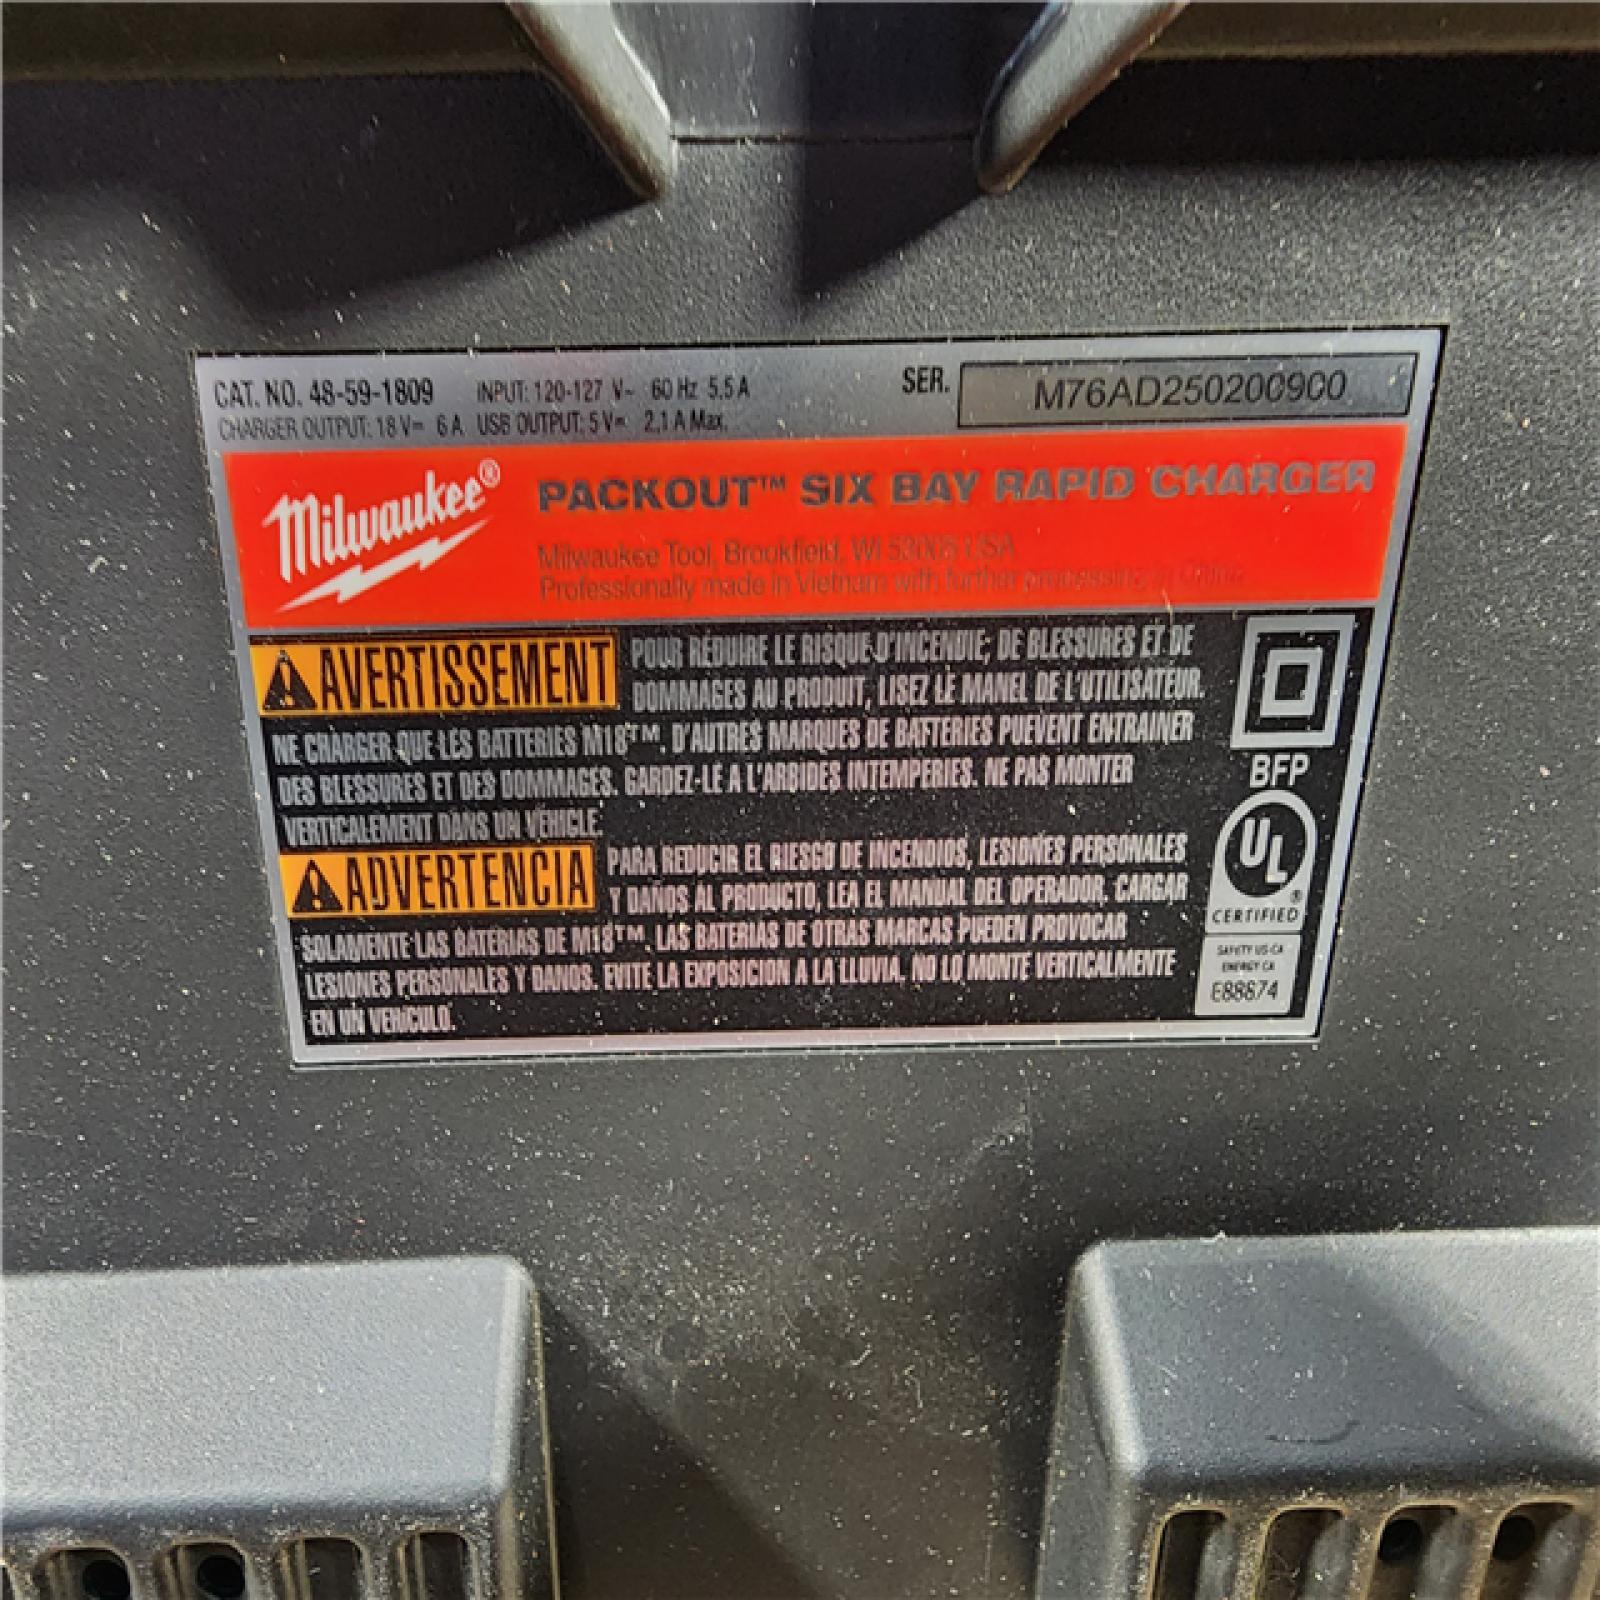 CAT. NO. 48-59-1809 INPUT: 120-127 V~ 60 Hz 5.5 A
SER. M76AD250200900
CHARGER OUTPUT: 18 V⎓ 6 A USB OUTPUT: 5 V⎓ 2.1 A Max.
Milwaukee®
PACKOUT™ SIX BAY RAPID CHARGER
Milwaukee Tool, Brookfield, WI 53005 USA
Professionally made in Vietnam with further processing in China
⚠AVERTISSEMENT POUR RÉDUIRE LE RISQUE D'INCENDIE, DE BLESSURES ET DE
DOMMAGES AU PRODUIT, LISEZ LE MANEL DE L'UTILISATEUR.
NE CHARGER QUE LES BATTERIES M18™. D'AUTRES MARQUES DE BATTERIES PUEVENT ENTRAINER
DES BLESSURES ET DES DOMMAGES. GARDEZ-LE A L'ARBIDES INTEMPERIES. NE PAS MONTER
VERTICALEMENT DANS UN VÉHICLE.
⚠ADVERTENCIA PARA REDUCIR EL RIESGO DE INCENDIOS, LESIONES PERSONALES
Y DAÑOS AL PRODUCTO, LEA EL MANUAL DEL OPERADOR. CARGAR
SOLAMENTE LAS BATERIAS DE M18™. LAS BATERIAS DE OTRAS MARCAS PUEDEN PROVOCAR
LESIONES PERSONALES Y DANOS. EVITE LA EXPOSICION A LA LLUVIA. NO LO MONTE VERTICALMENTE
EN UN VEHICULO.
BFP
UL®
CERTIFIED
SAFETY US-CA
ENERGY CA
E88674